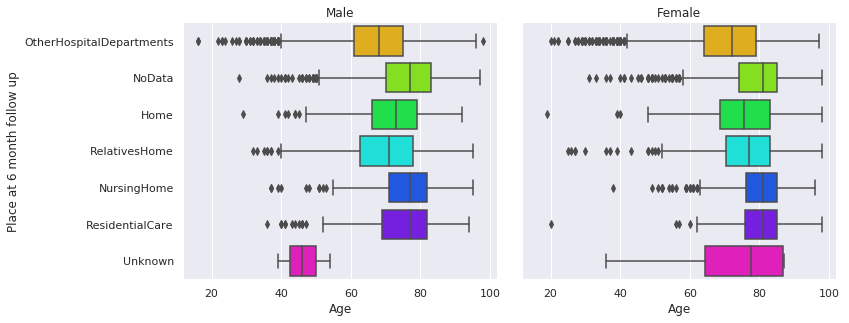 Male
Female
Place at 6 month follow up
OtherHospitalDepartments
NoData
Home
RelativesHome
NursingHome
ResidentialCare
Unknown
20 40 60 80 100
20 40 60 80 100
Age
Age